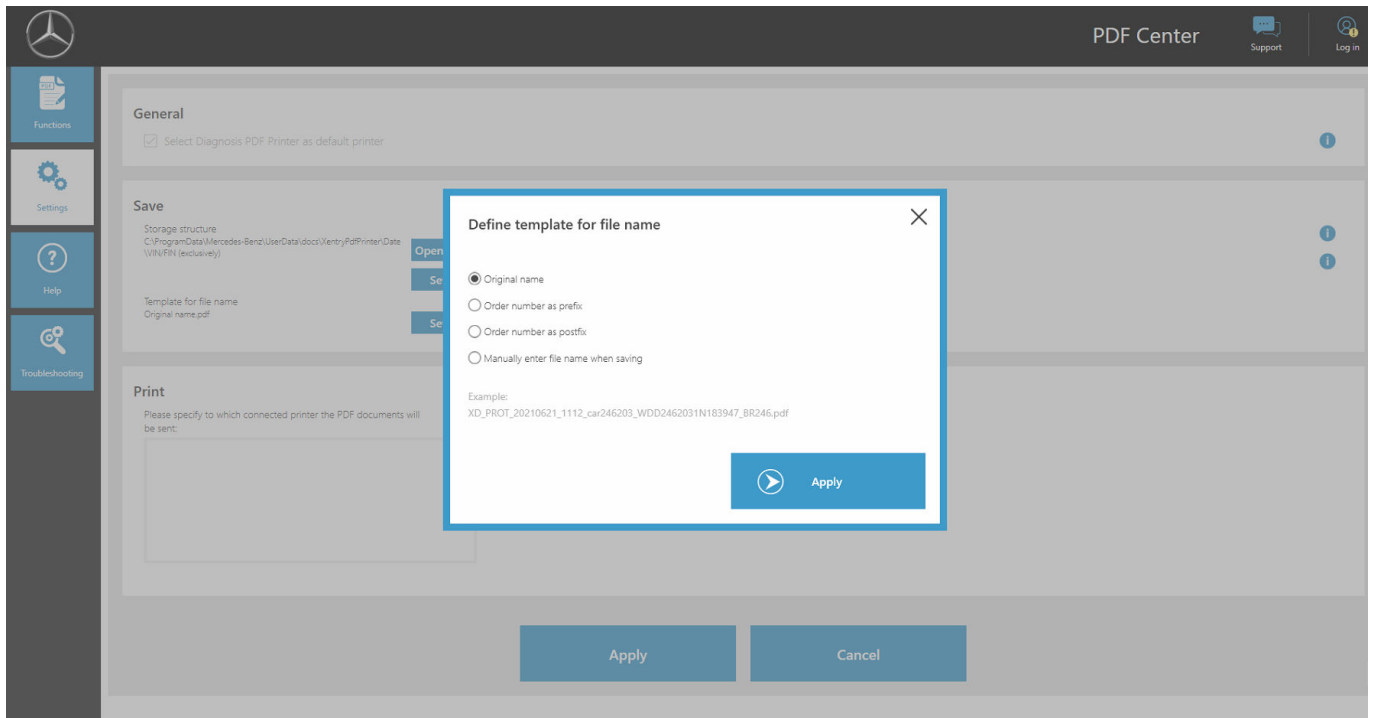 PDF Center
Support
Log in
PDF
Functions
Settings
Help
Troubleshooting
General
Select Diagnosis PDF Printer as default printer
Save
Storage structure
C:\ProgramData\Mercedes-Benz\UserData\docs\XentryPdfPrinter\Date
\VIN/FIN (exclusively)
Open
Se
Template for file name
Original name.pdf
Se
Print
Please specify to which connected printer the PDF documents will
be sent:
Define template for file name
Original name
Order number as prefix
Order number as postfix
Manually enter file name when saving
Example:
XD_PROT_20210621_1112_car246203_WDD2462031N183947_BR246.pdf
Apply
Apply
Cancel